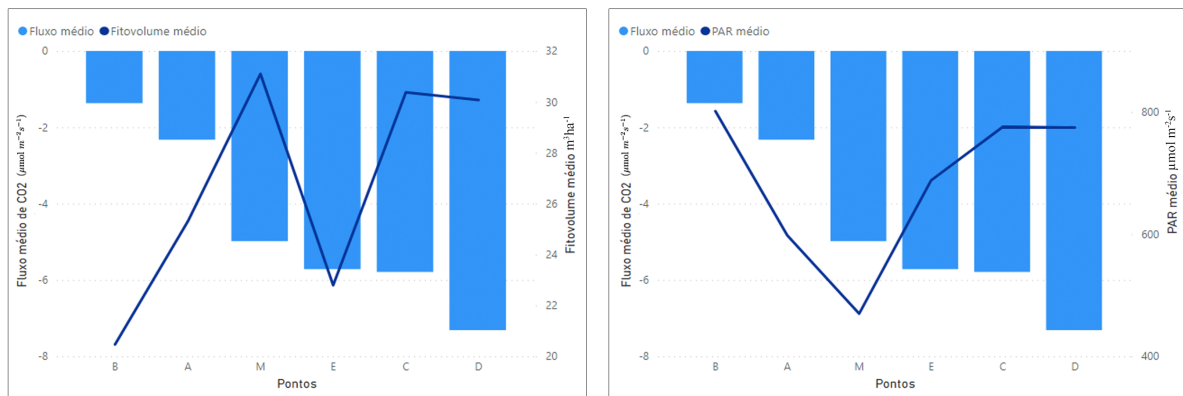 Fluxo médio Fitovolume médio
Fluxo médio de CO2 (μmol m⁻²s⁻¹)
0
-2
-4
-6
-8
32
30
28
26
24
22
20
Fitovolume médio m³ha⁻¹
B A M E C D
Pontos
Fluxo médio PAR médio
Fluxo médio de CO2 (μmol m⁻²s⁻¹)
0
-2
-4
-6
-8
800
600
400
PAR médio μmol m⁻²s⁻¹
B A M E C D
Pontos